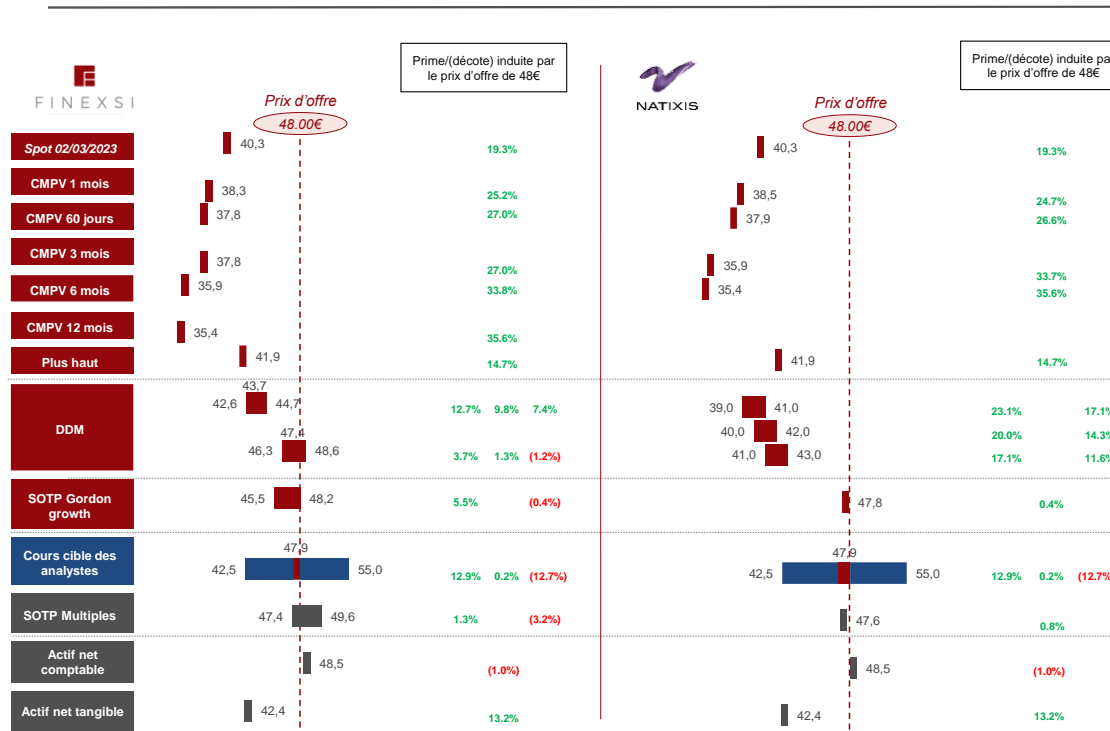 Prime/(décote) induite par
le prix d'offre de 48€
Prime/(décote) induite pa
le prix d'offre de 48€
FINEXSI
NATIXIS
Prix d'offre
48.00€
Prix d'offre
48.00€
Spot 02/03/2023 40,3 19.3% 40,3 19.3%
CMPV 1 mois 38,3 25.2% 38,5 24.7%
CMPV 60 jours 37,8 27.0% 37,9 26.6%
CMPV 3 mois 37,8 27.0% 35,9 33.7%
CMPV 6 mois 35,9 33.8% 35,4 35.6%
CMPV 12 mois 35,4 35.6%
Plus haut 41,9 14.7% 41,9 14.7%
DDM
43,7
42,6 44,7 12.7% 9.8% 7.4% 39,0 41,0 23.1% 17.1%
40,0 42,0 20.0% 14.3%
47,4
46,3 48,6 3.7% 1.3% (1.2%) 41,0 43,0 17.1% 11.6%
SOTP Gordon
growth
45,5 48,2 5.5% (0.4%) 47,8 0.4%
Cours cible des
analystes
47,9 47,9
42,5 55,0 12.9% 0.2% (12.7%) 42,5 55,0 12.9% 0.2% (12.7%
SOTP Multiples 47,4 49,6 1.3% (3.2%) 47,6 0.8%
Actif net
comptable
48,5 (1.0%) 48,5 (1.0%)
Actif net tangible 42,4 13.2% 42,4 13.2%